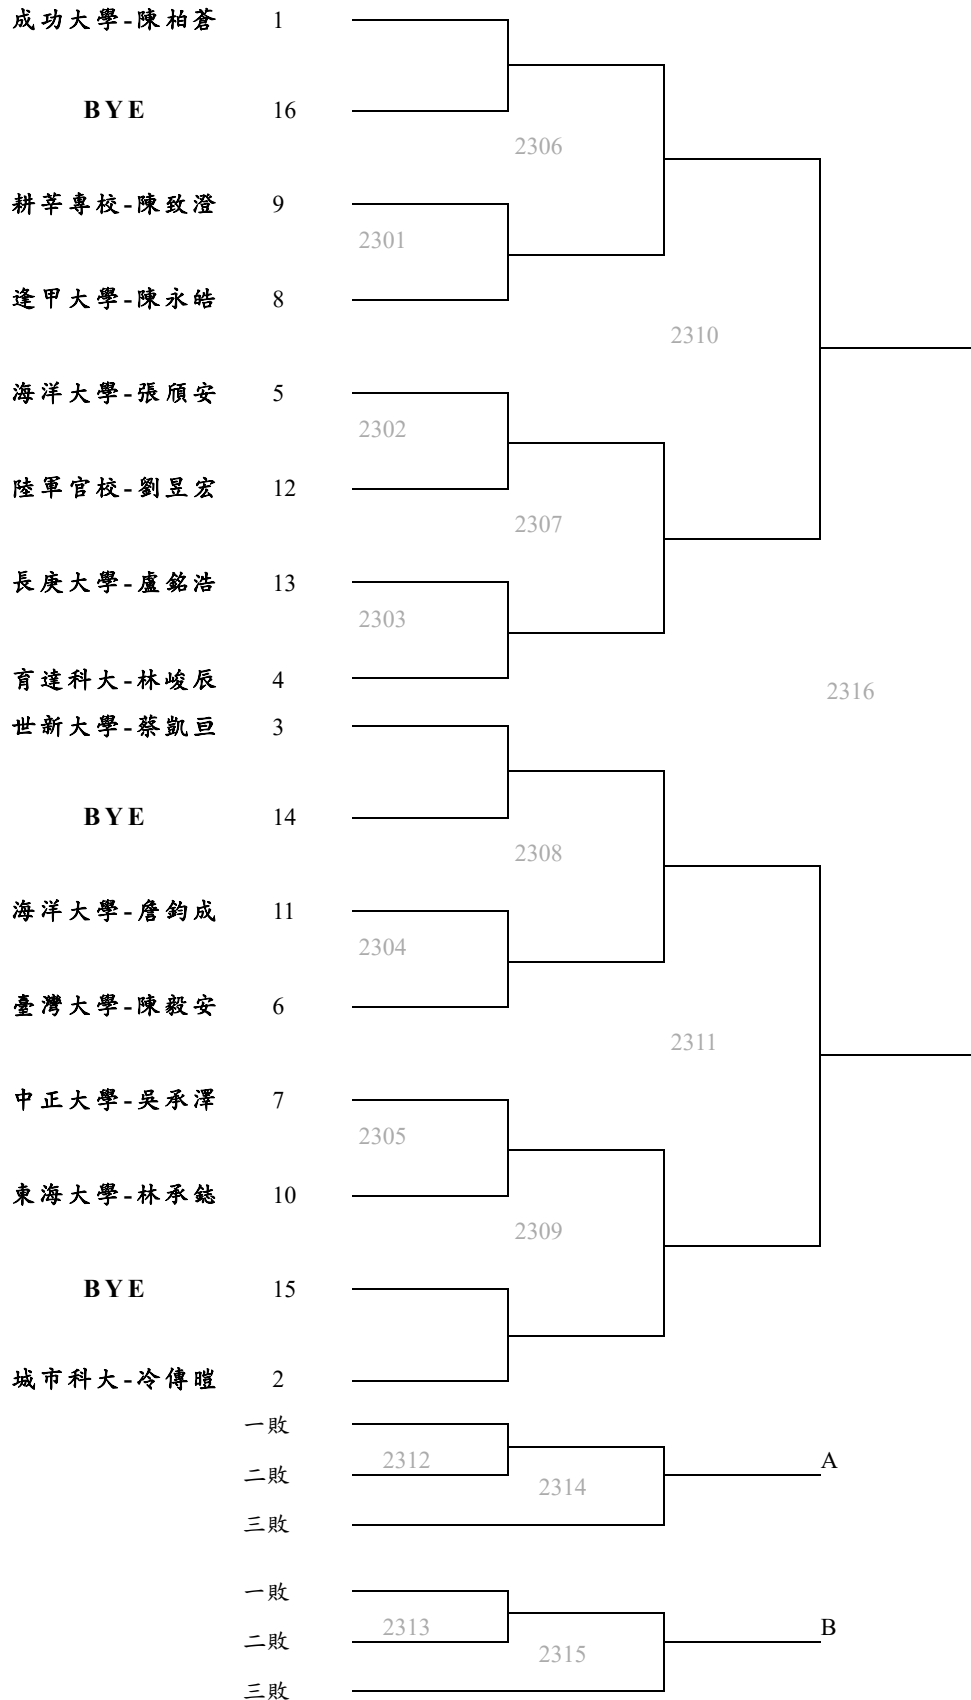 成功大學-陳柏蒼 1
BYE 16
2306
耕莘專校-陳致澄 9
2301
逢甲大學-陳永皓 8
2310
海洋大學-張頎安 5
2302
陸軍官校-劉昱宏 12
2307
長庚大學-盧銘浩 13
2303
育達科大-林峻辰 4
2316
世新大學-蔡凱亘 3
BYE 14
2308
海洋大學-詹鈞成 11
2304
臺灣大學-陳毅安 6
2311
中正大學-吳承澤 7
2305
東海大學-林承鋕 10
2309
BYE 15
城市科大-冷傳暟 2
一敗
2312
A
二敗
2314
三敗
一敗
2313
B
二敗
2315
三敗